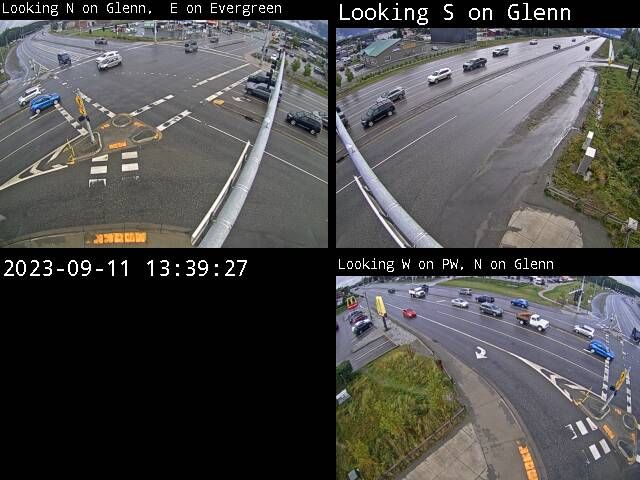 Looking N on Glenn,  E on Evergreen
Looking S on Glenn
2023-09-11 13:39:27
Looking W on PW, N on Glenn